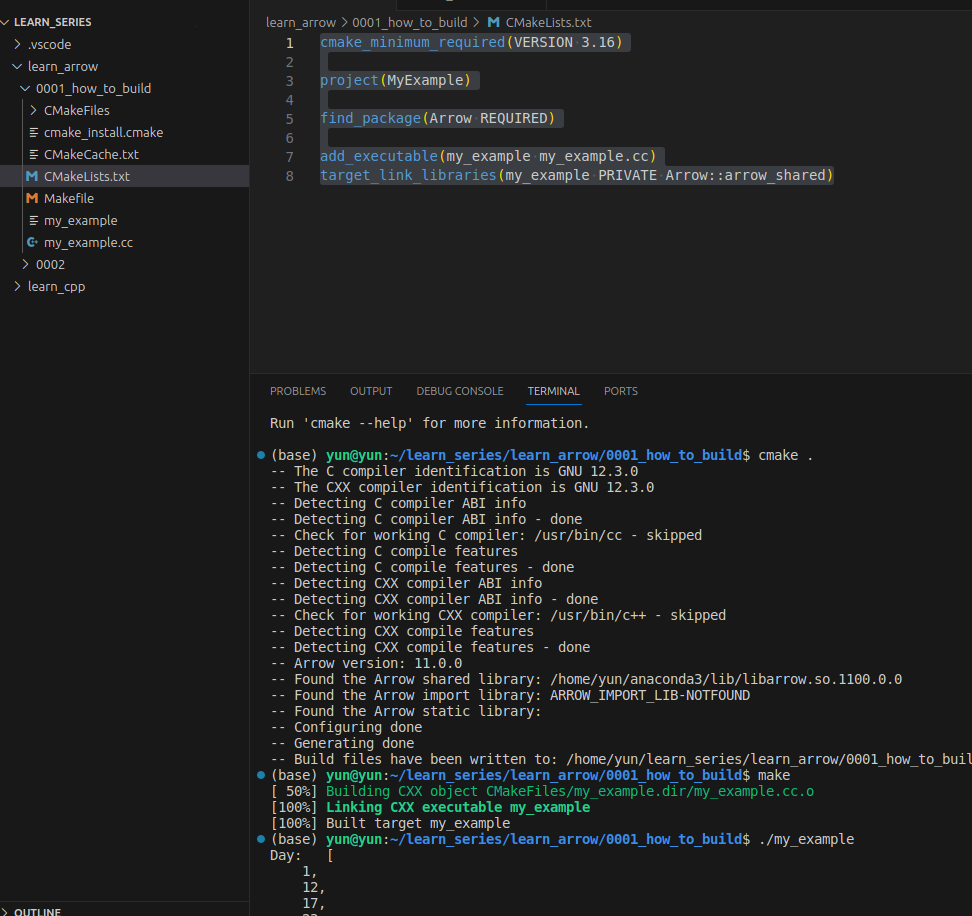 LEARN_SERIES
.vscode
learn_arrow
0001_how_to_build
CMakeFiles
cmake_install.cmake
CMakeCache.txt
CMakeLists.txt
Makefile
my_example
my_example.cc
0002
learn_cpp
OUTLINE
learn_arrow > 0001_how_to_build > CMakeLists.txt
1 cmake_minimum_required(VERSION 3.16)
2
3 project(MyExample)
4
5 find_package(Arrow REQUIRED)
6
7 add_executable(my_example my_example.cc)
8 target_link_libraries(my_example PRIVATE Arrow::arrow_shared)
PROBLEMS OUTPUT DEBUG CONSOLE TERMINAL PORTS
Run 'cmake --help' for more information.
(base) yun@yun:~/learn_series/learn_arrow/0001_how_to_build$ cmake .
-- The C compiler identification is GNU 12.3.0
-- The CXX compiler identification is GNU 12.3.0
-- Detecting C compiler ABI info
-- Detecting C compiler ABI info - done
-- Check for working C compiler: /usr/bin/cc - skipped
-- Detecting C compile features
-- Detecting C compile features - done
-- Detecting CXX compiler ABI info
-- Detecting CXX compiler ABI info - done
-- Check for working CXX compiler: /usr/bin/c++ - skipped
-- Detecting CXX compile features
-- Detecting CXX compile features - done
-- Arrow version: 11.0.0
-- Found the Arrow shared library: /home/yun/anaconda3/lib/libarrow.so.1100.0.0
-- Found the Arrow import library: ARROW_IMPORT_LIB-NOTFOUND
-- Found the Arrow static library:
-- Configuring done
-- Generating done
-- Build files have been written to: /home/yun/learn_series/learn_arrow/0001_how_to_buil
(base) yun@yun:~/learn_series/learn_arrow/0001_how_to_build$ make
[ 50%] Building CXX object CMakeFiles/my_example.dir/my_example.cc.o
[100%] Linking CXX executable my_example
[100%] Built target my_example
(base) yun@yun:~/learn_series/learn_arrow/0001_how_to_build$ ./my_example
Day: [
1,
12,
17,